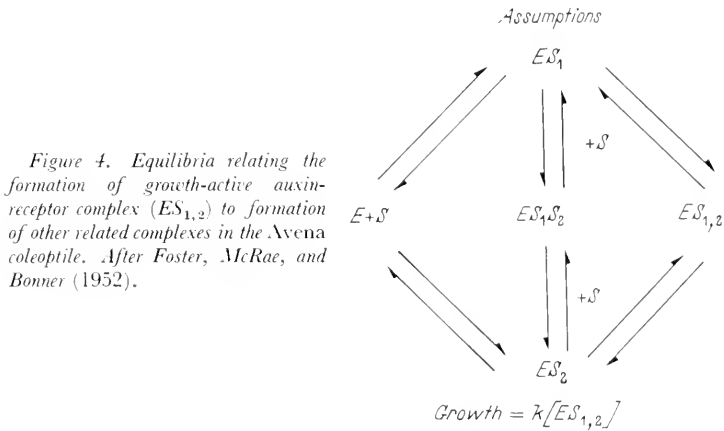 Assumptions
ES₁
+S
Figure 4. Equilibria relating the
formation of growth-active auxin-
receptor complex (ES₁,₂) to formation
of other related complexes in the Avena
coleoptile. After Foster, McRae, and
Bonner (1952).
E+S
ES₁S₂
ES₁,₂
+S
ES₂
Growth = k[ES₁,₂]